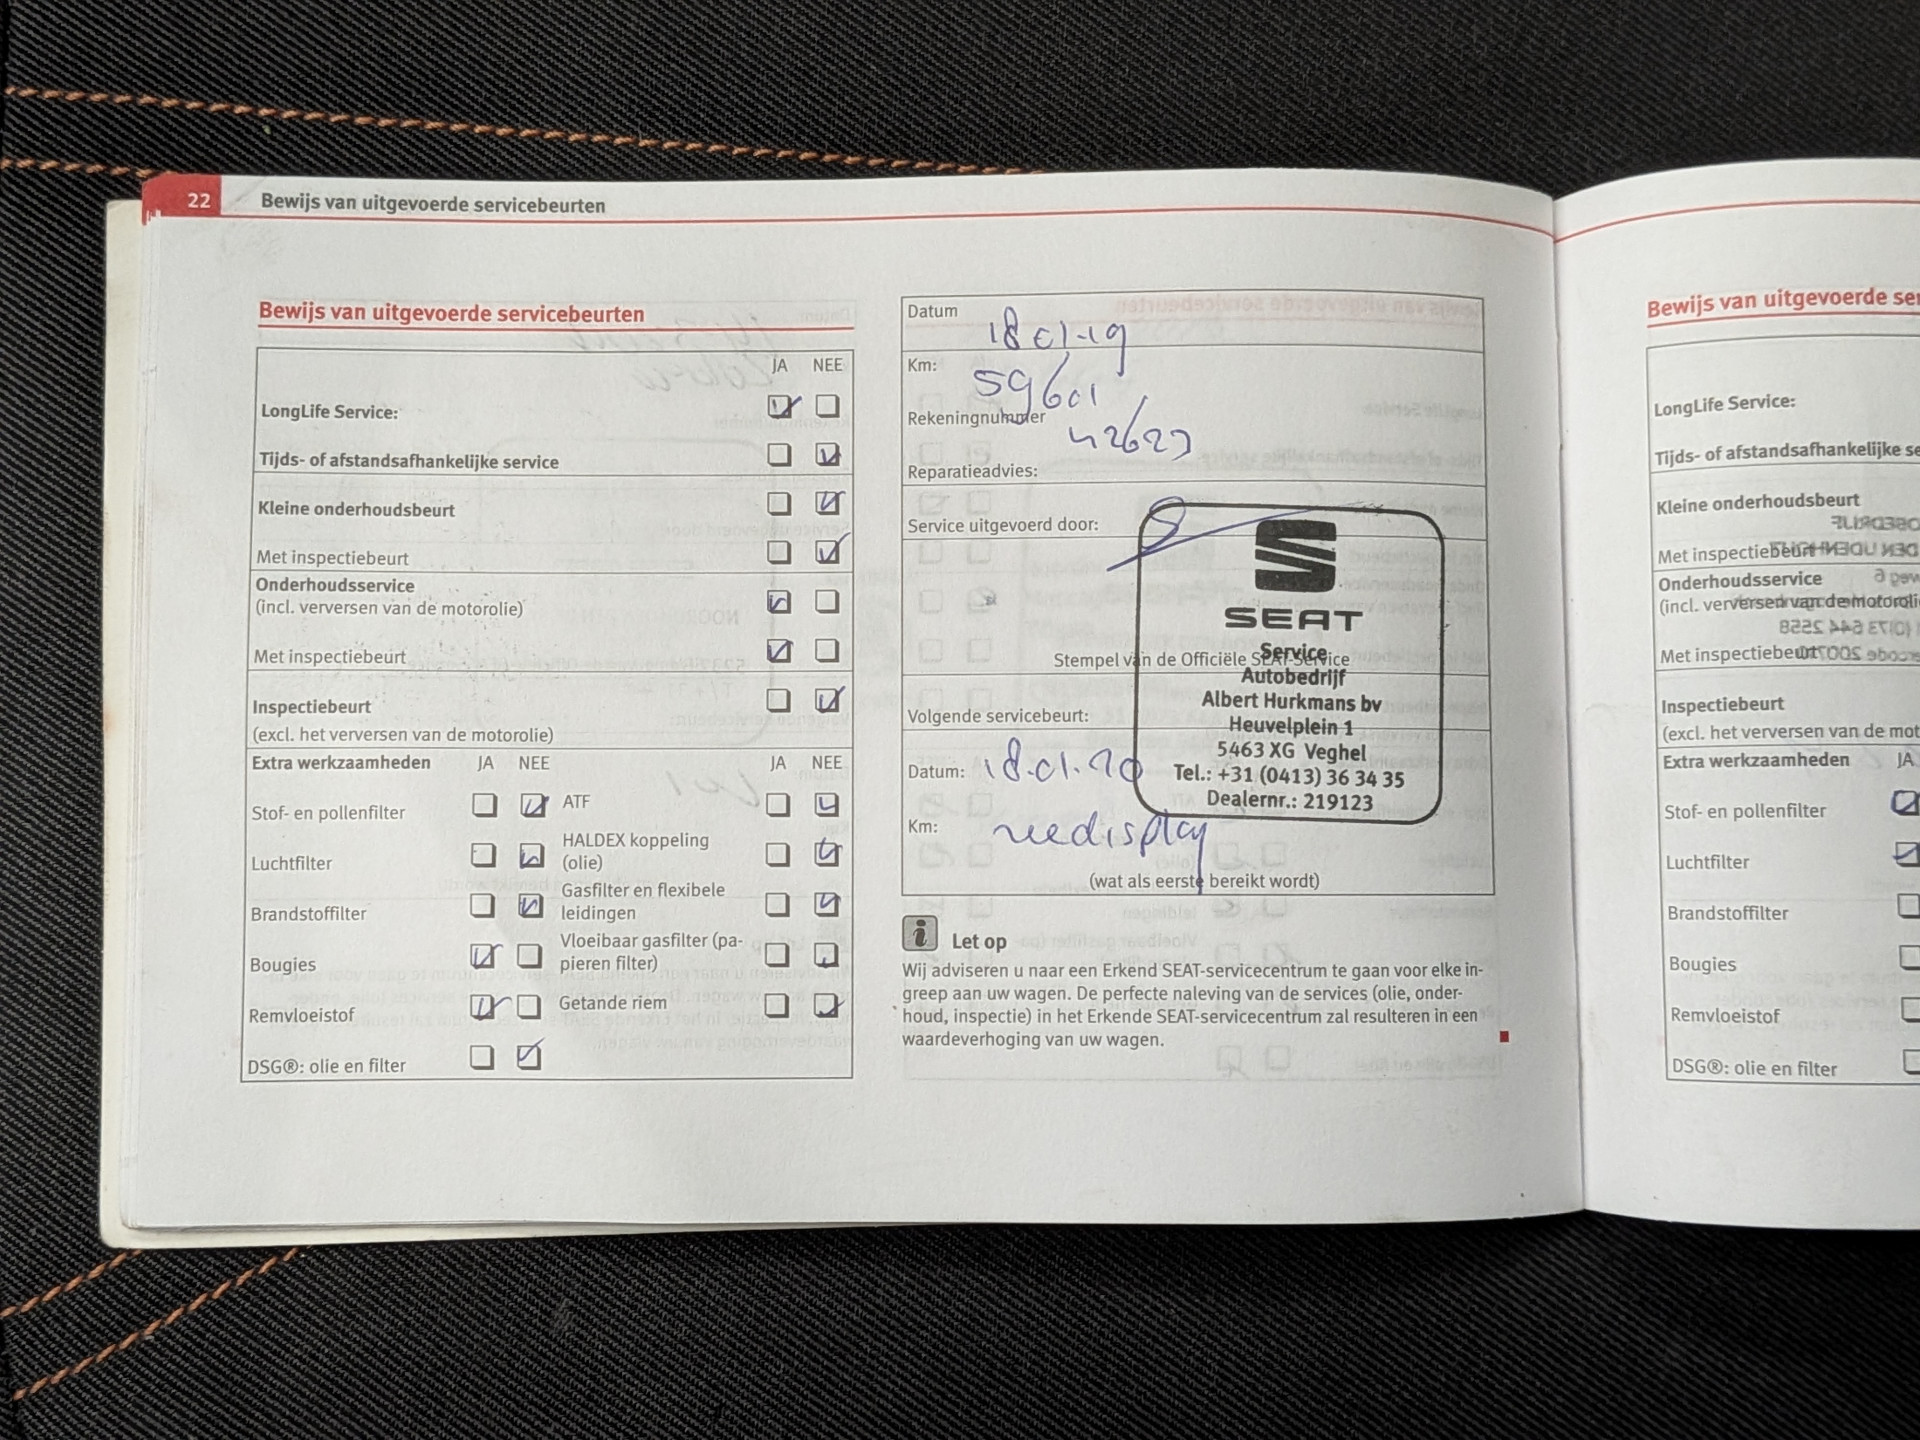 22 Bewijs van uitgevoerde servicebeurten
Bewijs van uitgevoerde servicebeurten
JA NEE
LongLife Service:
Tijds- of afstandsafhankelijke service
Kleine onderhoudsbeurt
Met inspectiebeurt
Onderhoudsservice
(incl. verversen van de motorolie)
Met inspectiebeurt
Inspectiebeurt
(excl. het verversen van de motorolie)
Extra werkzaamheden JA NEE JA NEE
Stof- en pollenfilter ATF
Luchtfilter HALDEX koppeling
(olie)
Brandstoffilter Gasfilter en flexibele
leidingen
Bougies Vloeibaar gasfilter (pa-
pieren filter)
Remvloeistof Getande riem
DSG®: olie en filter
Datum 18-01-19
Km: 59601
Rekeningnummer
Reparatieadvies:
Service uitgevoerd door:
SEAT
Stempel van de Officiële SEAT-Service
Service
Autobedrijf
Albert Hurkmans bv
Heuvelplein 1
5463 XG Veghel
Tel.: +31 (0413) 36 34 35
Dealernr.: 219123
Volgende servicebeurt:
Datum: 18.01.20
Km: zie display
(wat als eerste bereikt wordt)
i Let op
Wij adviseren u naar een Erkend SEAT-servicecentrum te gaan voor elke in-
greep aan uw wagen. De perfecte naleving van de services (olie, onder-
houd, inspectie) in het Erkende SEAT-servicecentrum zal resulteren in een
waardeverhoging van uw wagen.
Bewijs van uitgevoerde ser
LongLife Service:
Tijds- of afstandsafhankelijke se
Kleine onderhoudsbeurt
Met inspectiebeurt
Onderhoudsservice
(incl. verversen van de motoroli
Met inspectiebeurt
Inspectiebeurt
(excl. het verversen van de mot
Extra werkzaamheden JA
Stof- en pollenfilter
Luchtfilter
Brandstoffilter
Bougies
Remvloeistof
DSG®: olie en filter